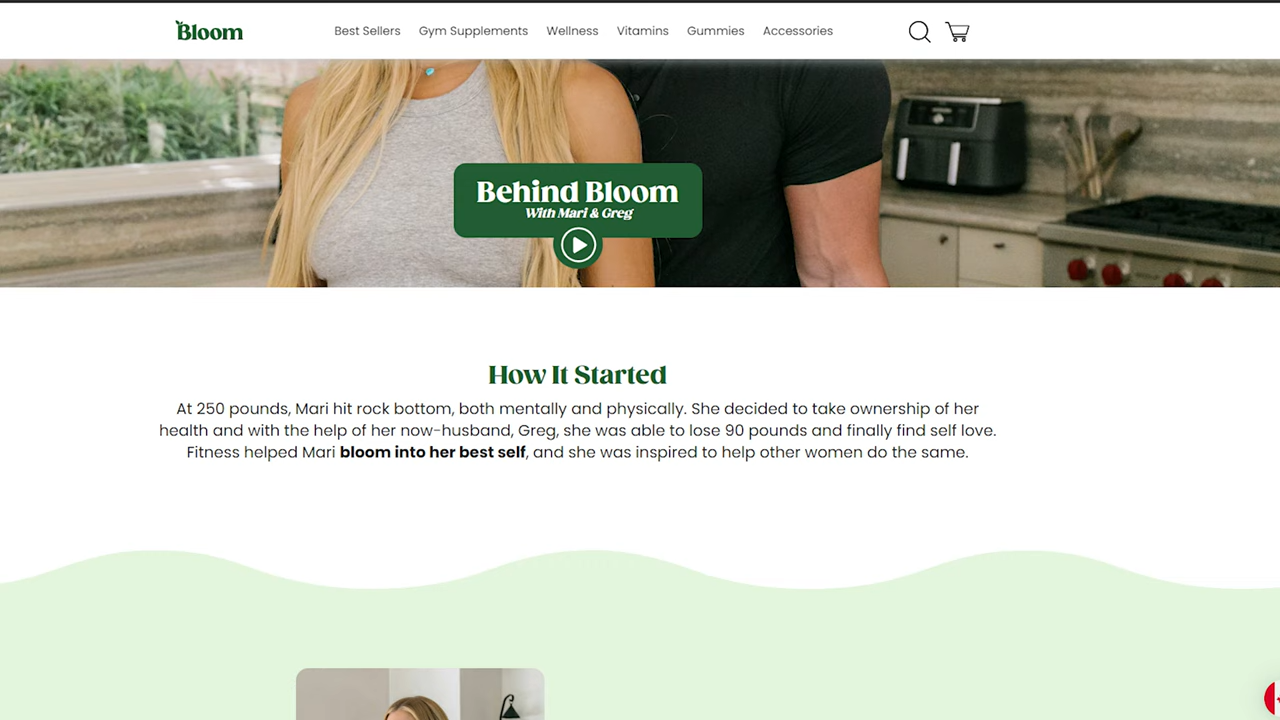 Bloom
Best Sellers Gym Supplements Wellness Vitamins Gummies Accessories
Behind Bloom
With Mari & Greg
How It Started
At 250 pounds, Mari hit rock bottom, both mentally and physically. She decided to take ownership of her
health and with the help of her now-husband, Greg, she was able to lose 90 pounds and finally find self love.
Fitness helped Mari bloom into her best self, and she was inspired to help other women do the same.